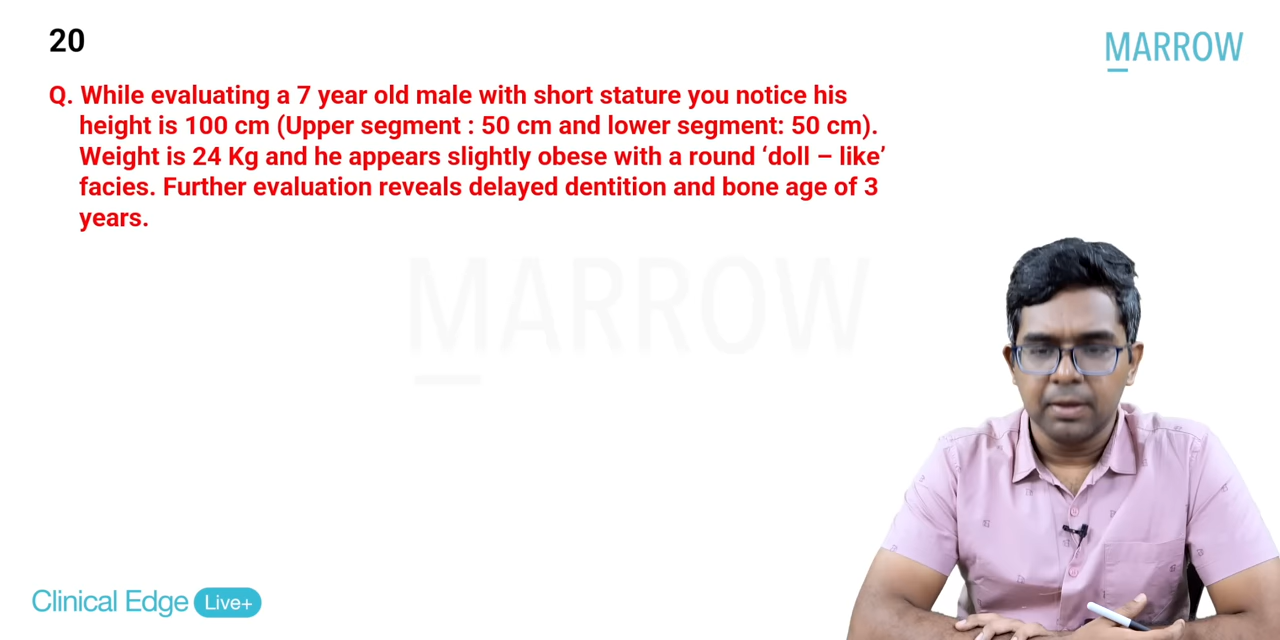 20
MARROW
Q. While evaluating a 7 year old male with short stature you notice his
height is 100 cm (Upper segment : 50 cm and lower segment: 50 cm).
Weight is 24 Kg and he appears slightly obese with a round ‘doll – like’
facies. Further evaluation reveals delayed dentition and bone age of 3
years.
MARROW
Clinical Edge Live+